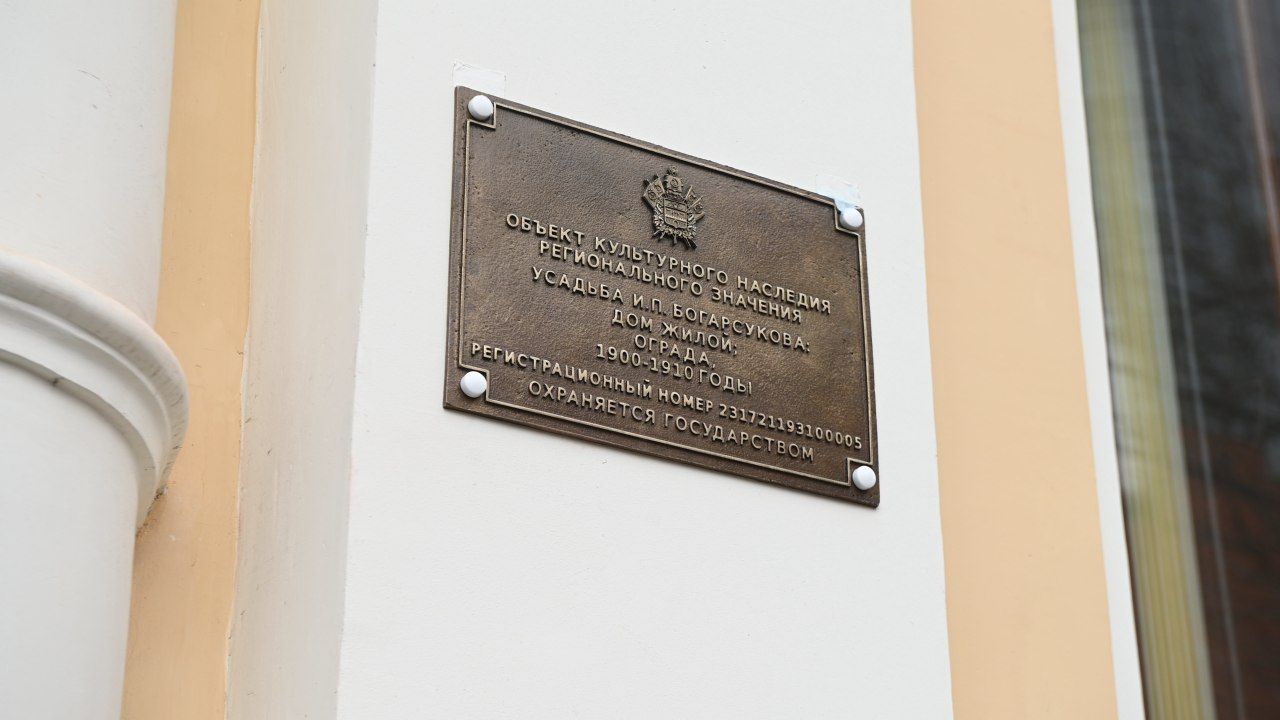 ОБЪЕКТ КУЛЬТУРНОГО НАСЛЕДИЯ
РЕГИОНАЛЬНОГО ЗНАЧЕНИЯ
УСАДЬБА И.П. БОГАРСУКОВА:
ДОМ ЖИЛОЙ;
ОГРАДА,
1900-1910 ГОДЫ
РЕГИСТРАЦИОННЫЙ НОМЕР 231721193100005
ОХРАНЯЕТСЯ ГОСУДАРСТВОМ